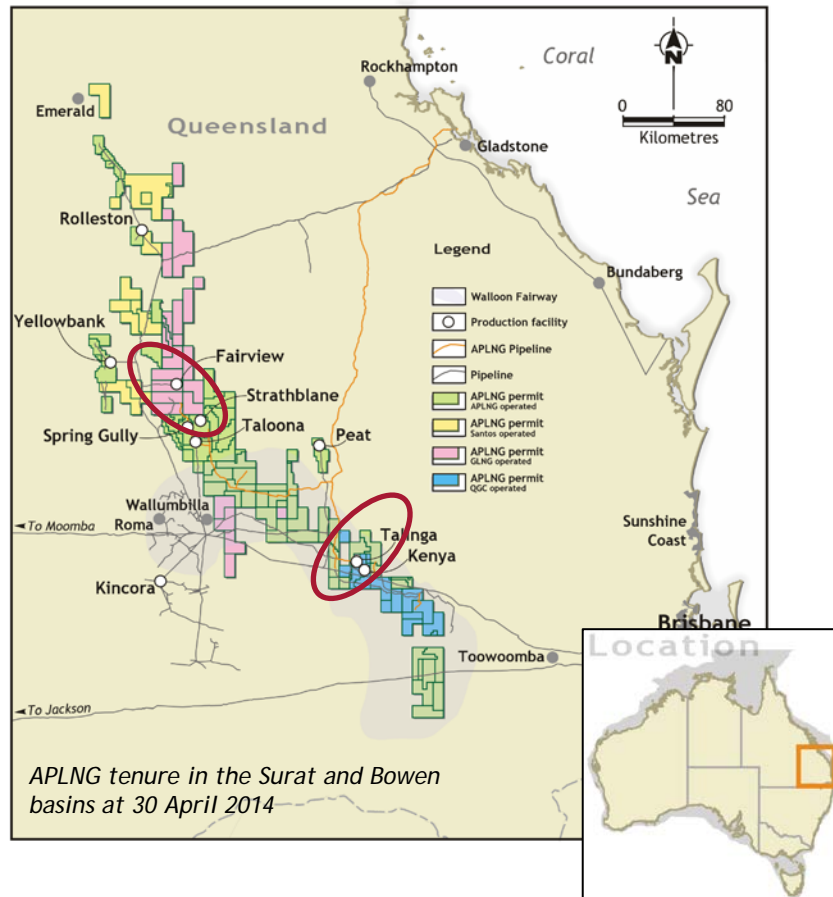 Coral
Rockhampton
N
Emerald
0 80
Kilometres
Queensland
Gladstone
Sea
Rolleston
Legend
Bundaberg
Walloon Fairway
Production facility
APLNG Pipeline
Pipeline
APLNG permit
APLNG operated
APLNG permit
Santos operated
APLNG permit
GLNG operated
APLNG permit
QGC operated
Yellowbank
Fairview
Strathblane
Spring Gully
Taloona
Peat
Wallumbilla
Roma
To Moomba
Talinga
Kenya
Sunshine
Coast
Kincora
Brisbane
Toowoomba
Location
To Jackson
APLNG tenure in the Surat and Bowen
basins at 30 April 2014